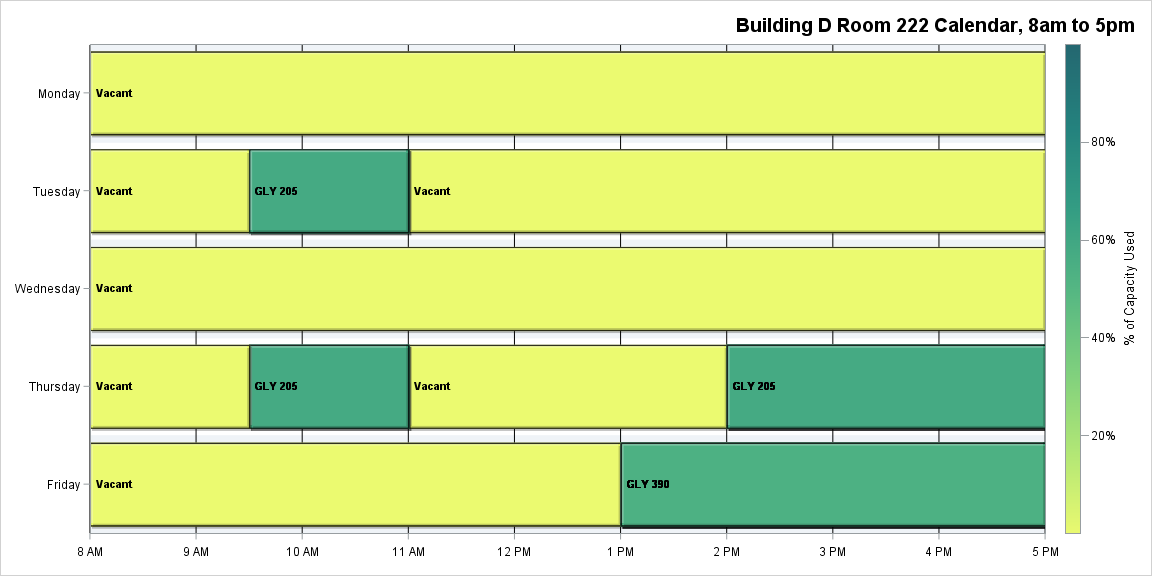 Building D Room 222 Calendar, 8am to 5pm
Monday
Vacant
Tuesday
Vacant
GLY 205
Vacant
Wednesday
Vacant
Thursday
Vacant
GLY 205
Vacant
GLY 205
Friday
Vacant
GLY 390
8 AM
9 AM
10 AM
11 AM
12 PM
1 PM
2 PM
3 PM
4 PM
5 PM
80%
60%
40%
20%
% of Capacity Used